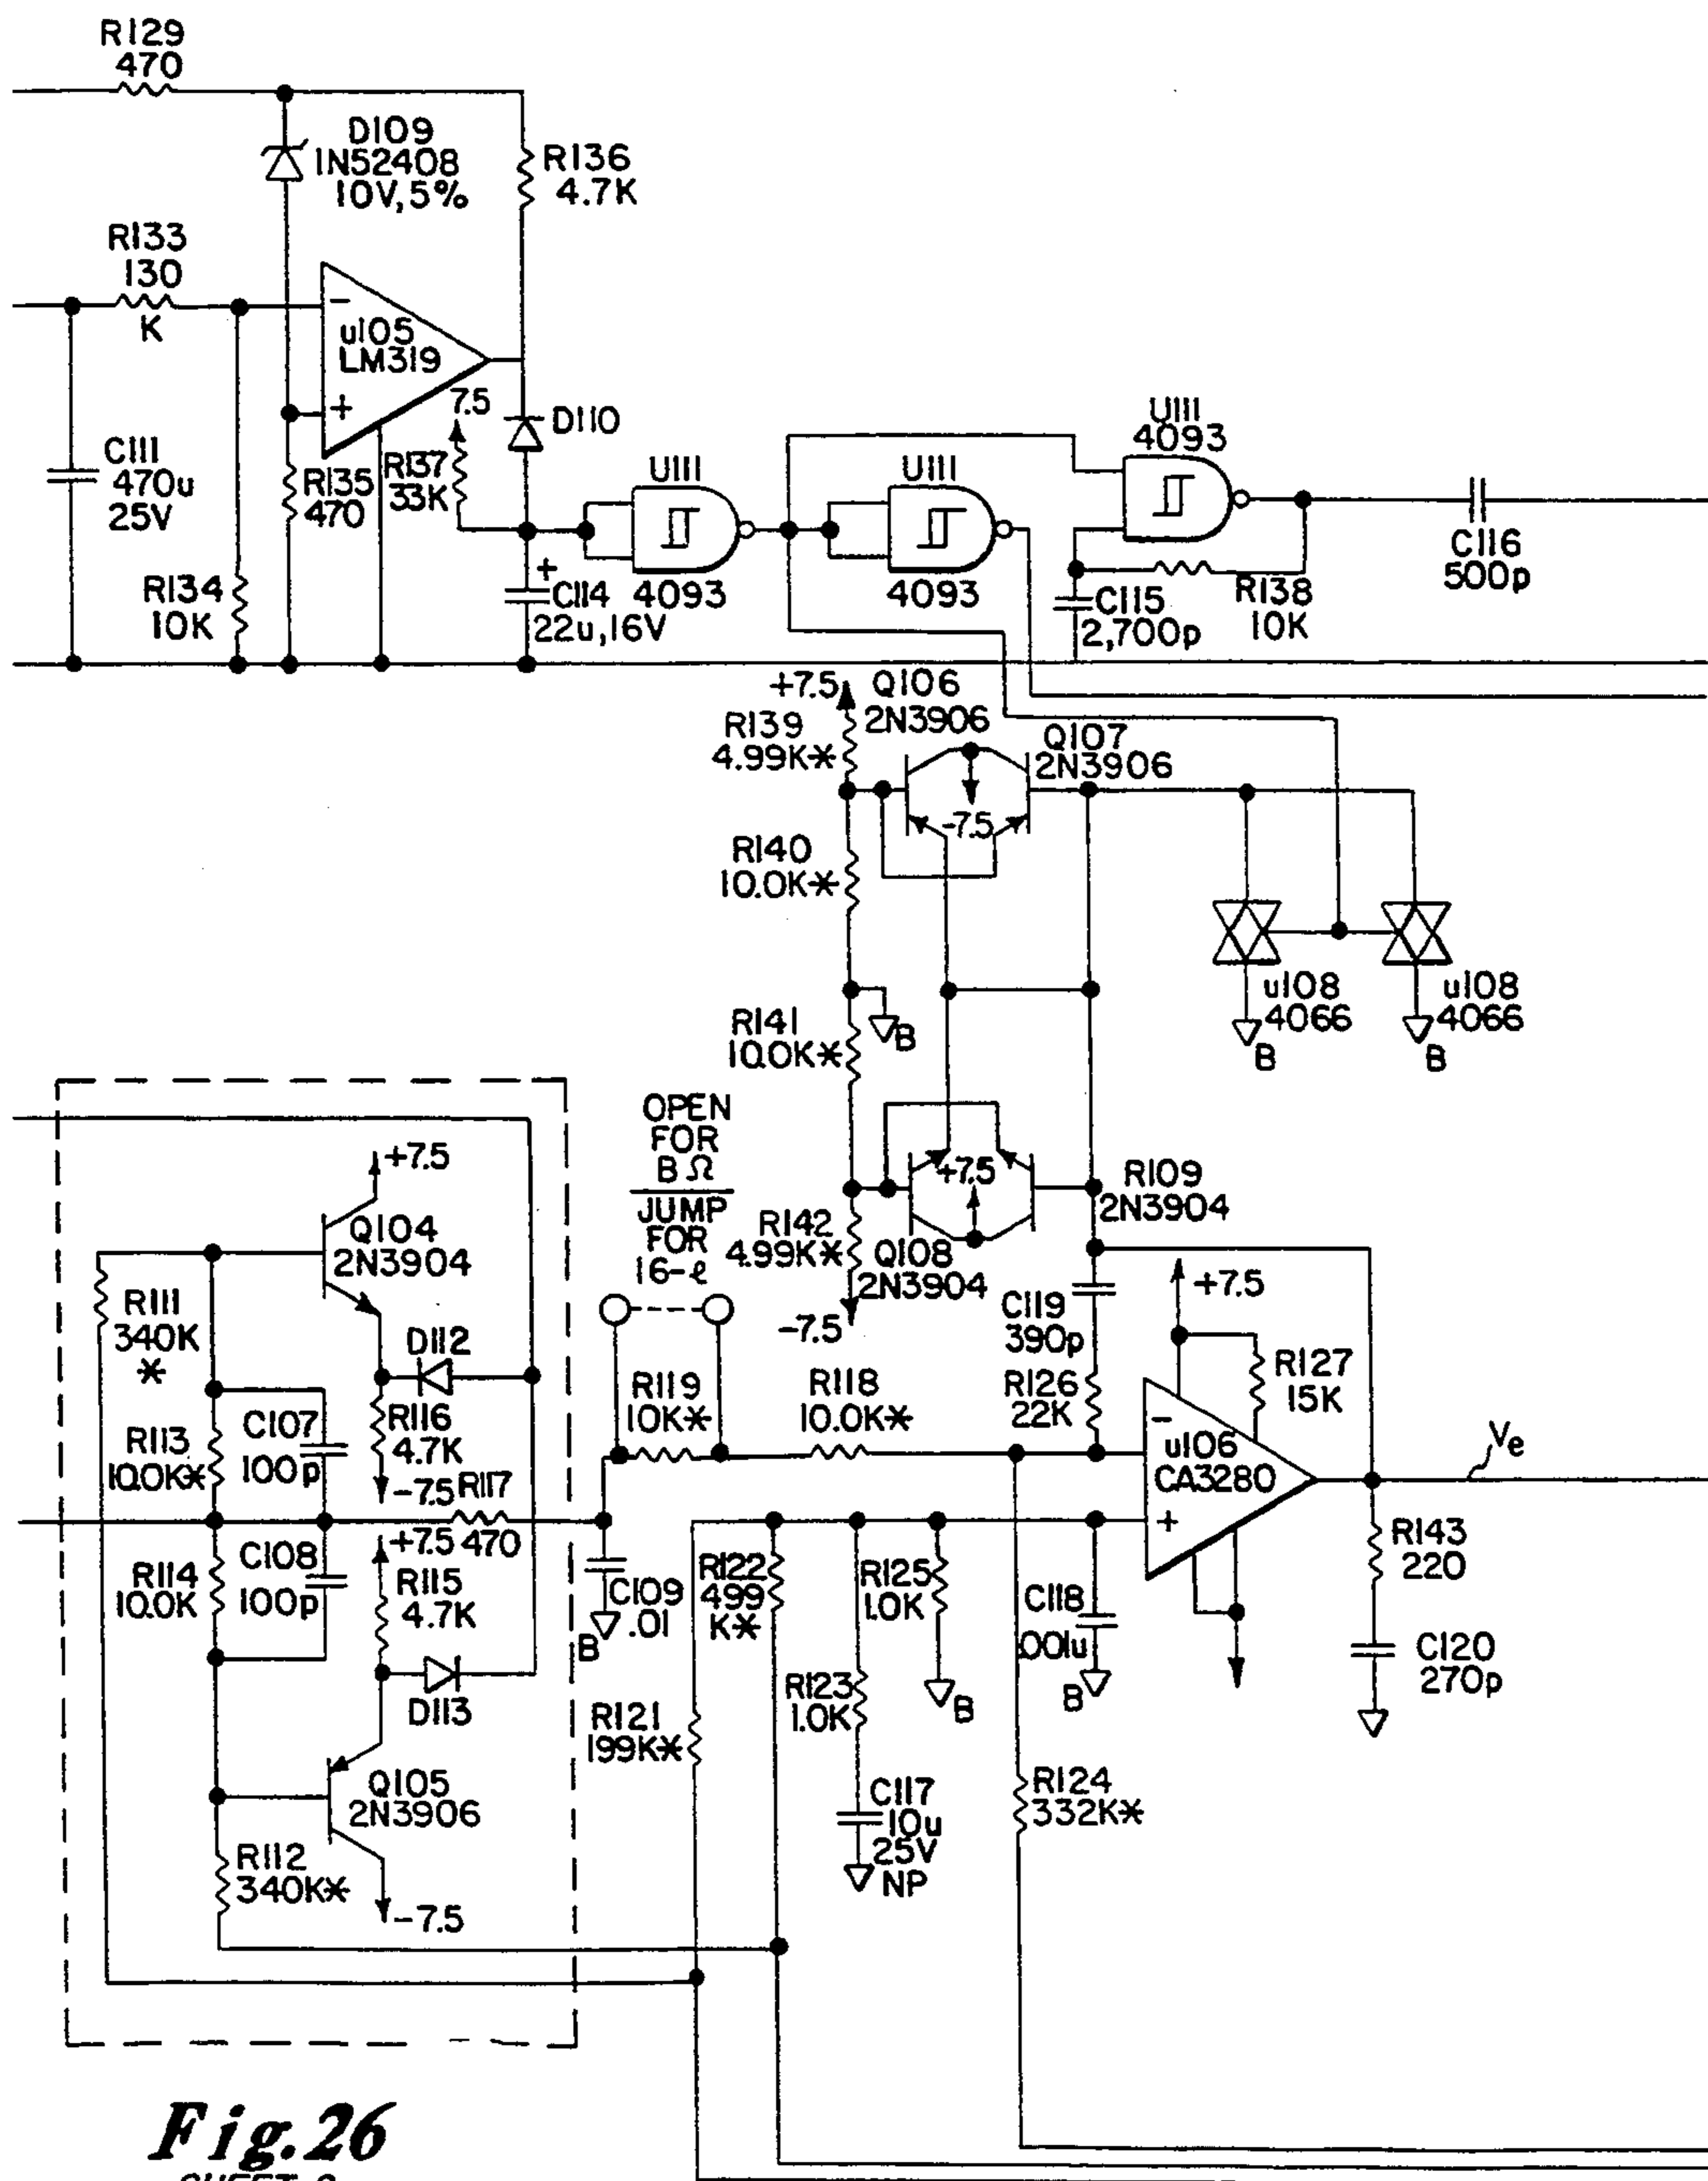 R129
470
D109
1N52408
10V,5%
R136
4.7K
R133
130
K
-
u105
LM319
+
7.5
D110
C111
470u
25V
R135
470
R137
33K
U111
U111
U111
4093
R134
10K
+
C114
22u,16V
4093
4093
C115
2,700p
R138
10K
C116
500p
+7.5
Q106
2N3906
R139
4.99K*
Q107
2N3906
-7.5
R140
10.0K*
B
R141
10.0K*
u108
4066
B
u108
4066
B
OPEN
FOR
BΩ
JUMP
FOR
16-ℓ
+7.5
Q104
2N3904
+7.5
R109
2N3904
R142
4.99K*
Q108
2N3904
-7.5
R111
340K
*
D112
C119
390p
+7.5
R127
15K
R113
10.0K*
C107
100p
R116
4.7K
-7.5
R117
470
R119
10K*
R118
10.0K*
R126
22K
-
u106
CA3280
+
Ve
R114
10.0K
C108
100p
+7.5
R115
4.7K
C109
.01
B
R122
499
K*
R125
1.0K
C118
.001u
B
R143
220
C120
270p
D113
R121
199K*
R123
1.0K
B
Q105
2N3906
C117
10u
25V
NP
R124
332K*
R112
340K*
-7.5
Fig.26